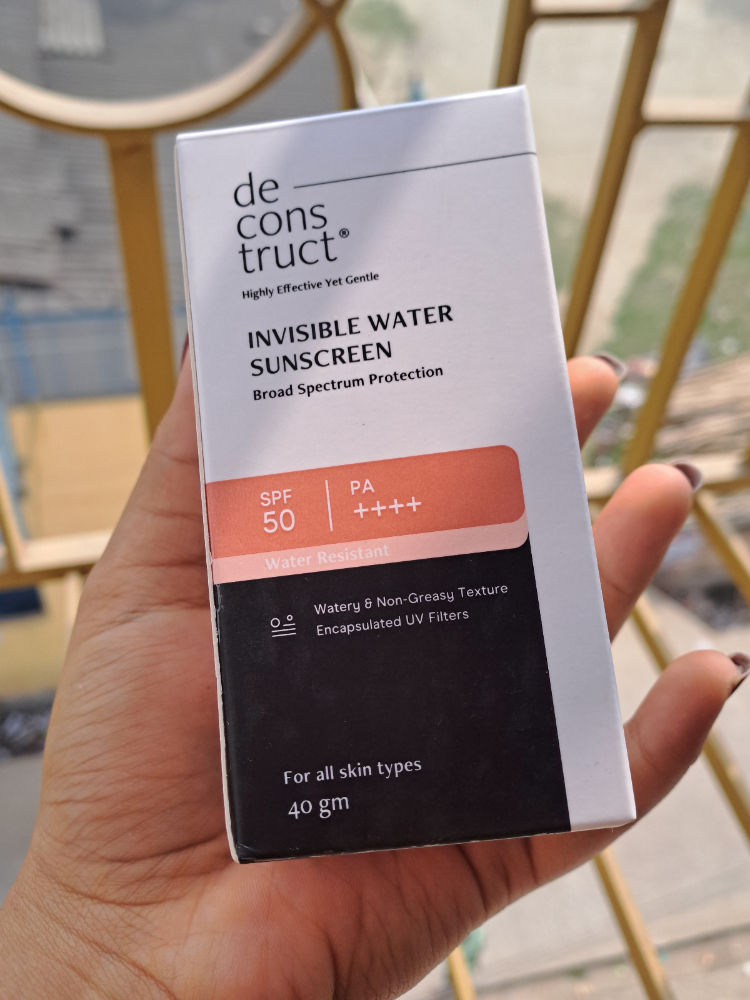 de
cons
truct®
Highly Effective Yet Gentle
INVISIBLE WATER
SUNSCREEN
Broad Spectrum Protection
SPF
50
PA
++++
Water Resistant
Watery & Non-Greasy Texture
Encapsulated UV Filters
For all skin types
40 gm